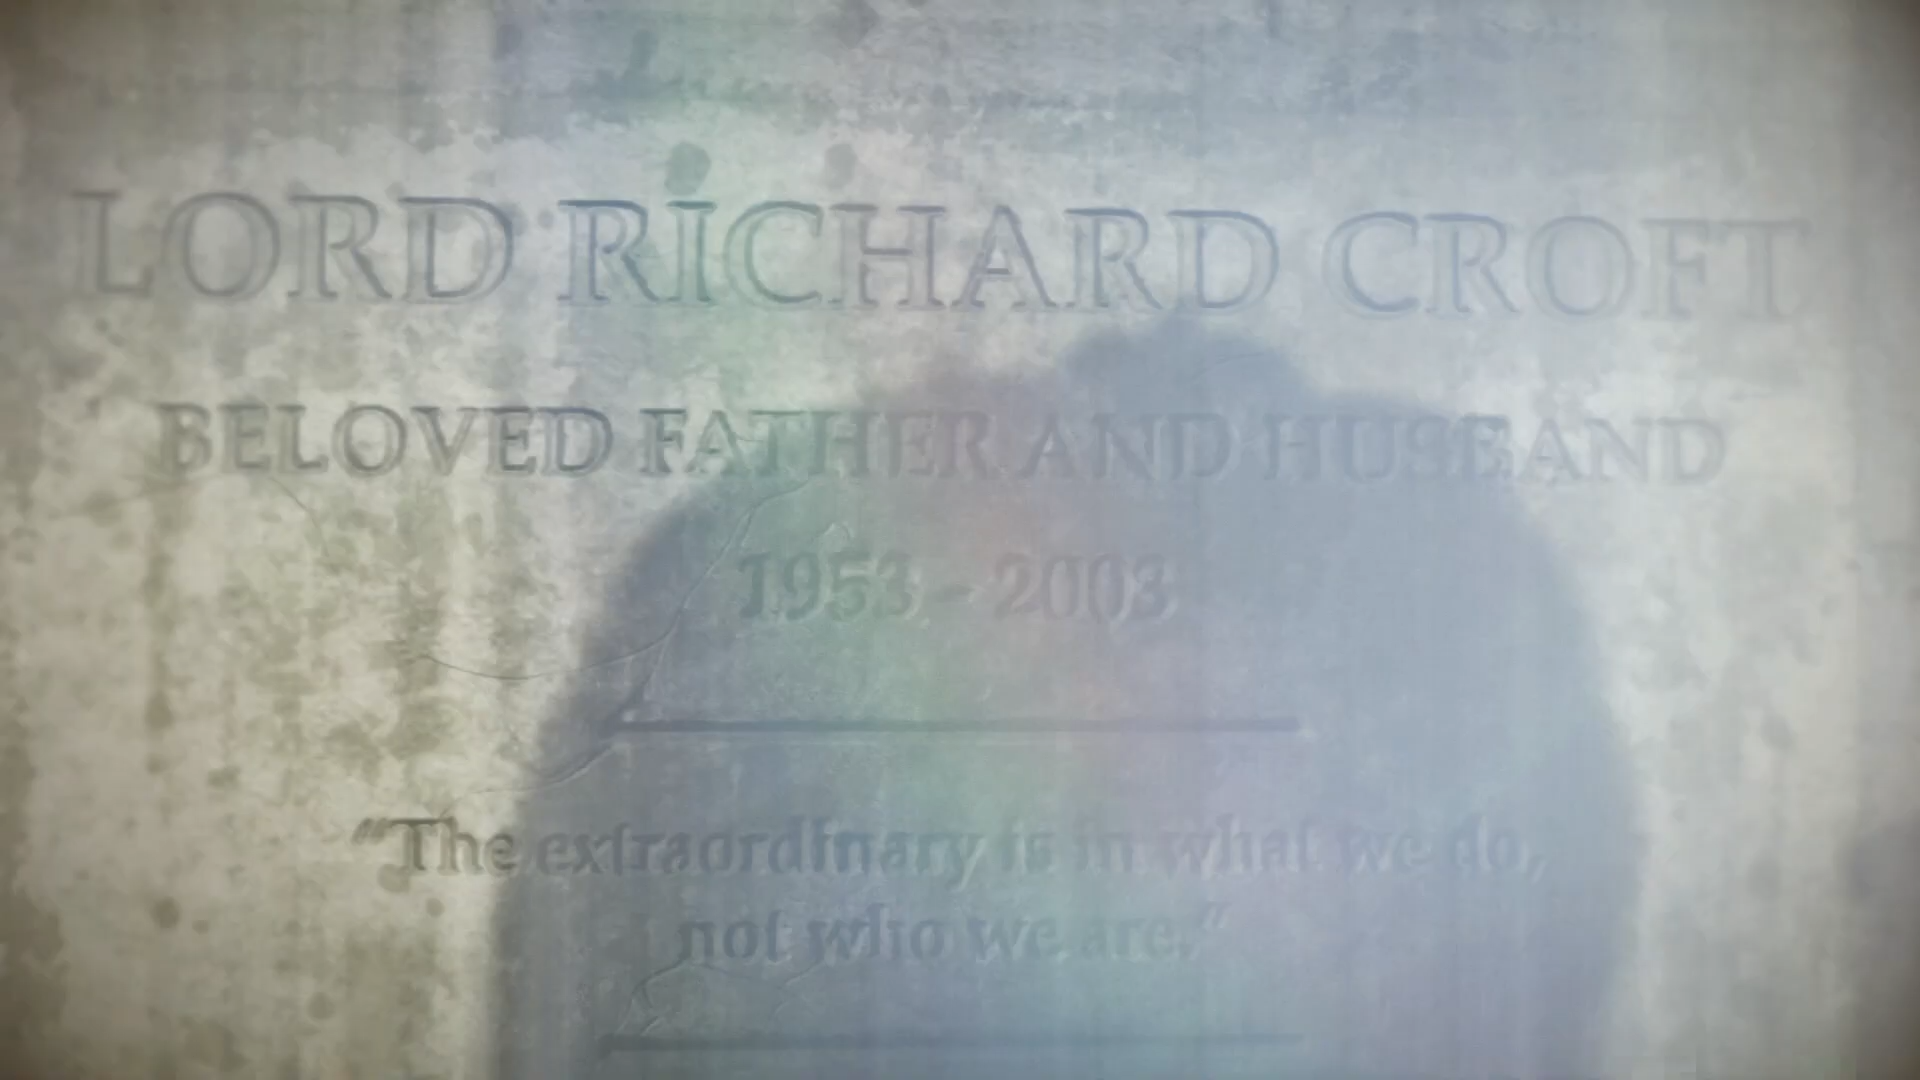 LORD RICHARD CROFT
BELOVED FATHER AND HUSBAND
1953 - 2003
“The extraordinary is in what we do,
not who we are.”